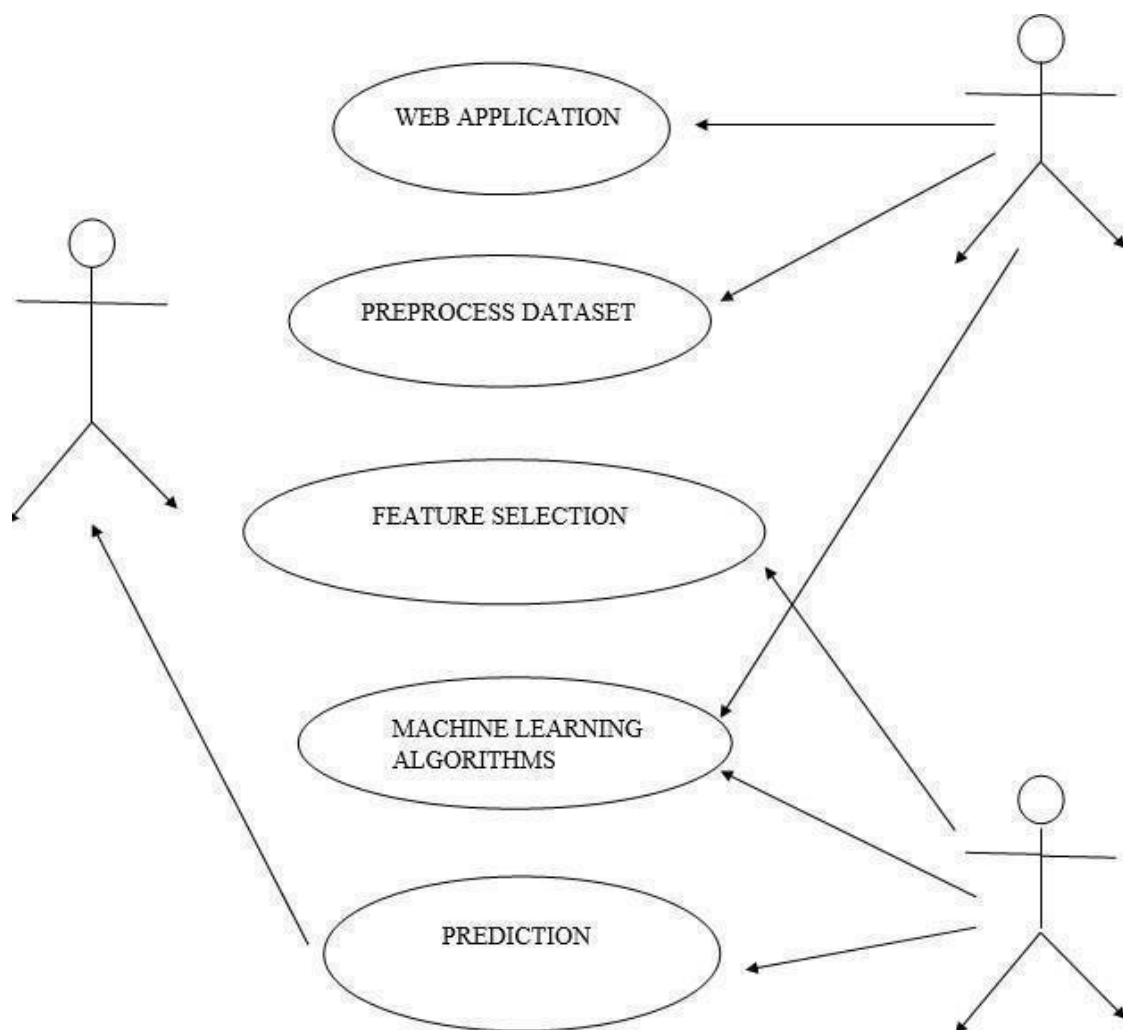 WEB APPLICATION
PREPROCESS DATASET
FEATURE SELECTION
MACHINE LEARNING
ALGORITHMS
PREDICTION